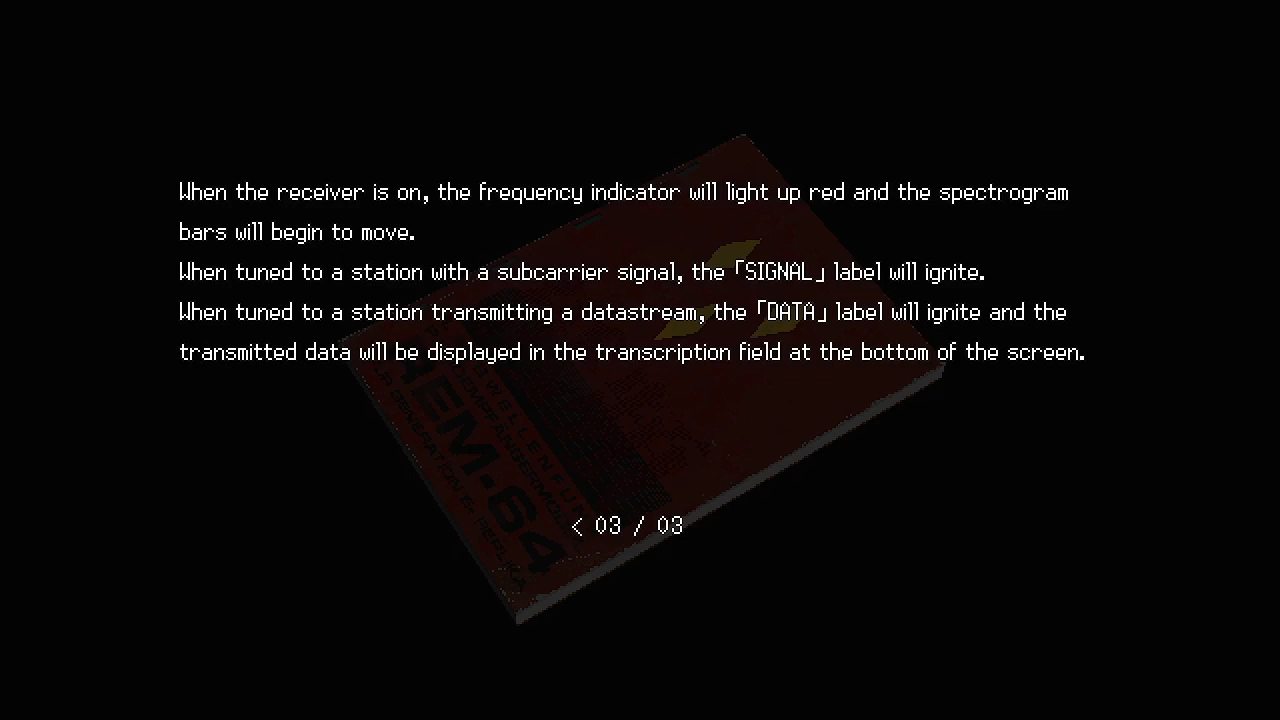 When the receiver is on, the frequency indicator will light up red and the spectrogram
bars will begin to move.
When tuned to a station with a subcarrier signal, the「SIGNAL」label will ignite.
When tuned to a station transmitting a datastream, the「DATA」label will ignite and the
transmitted data will be displayed in the transcription field at the bottom of the screen.
REM-64
< 03 / 03